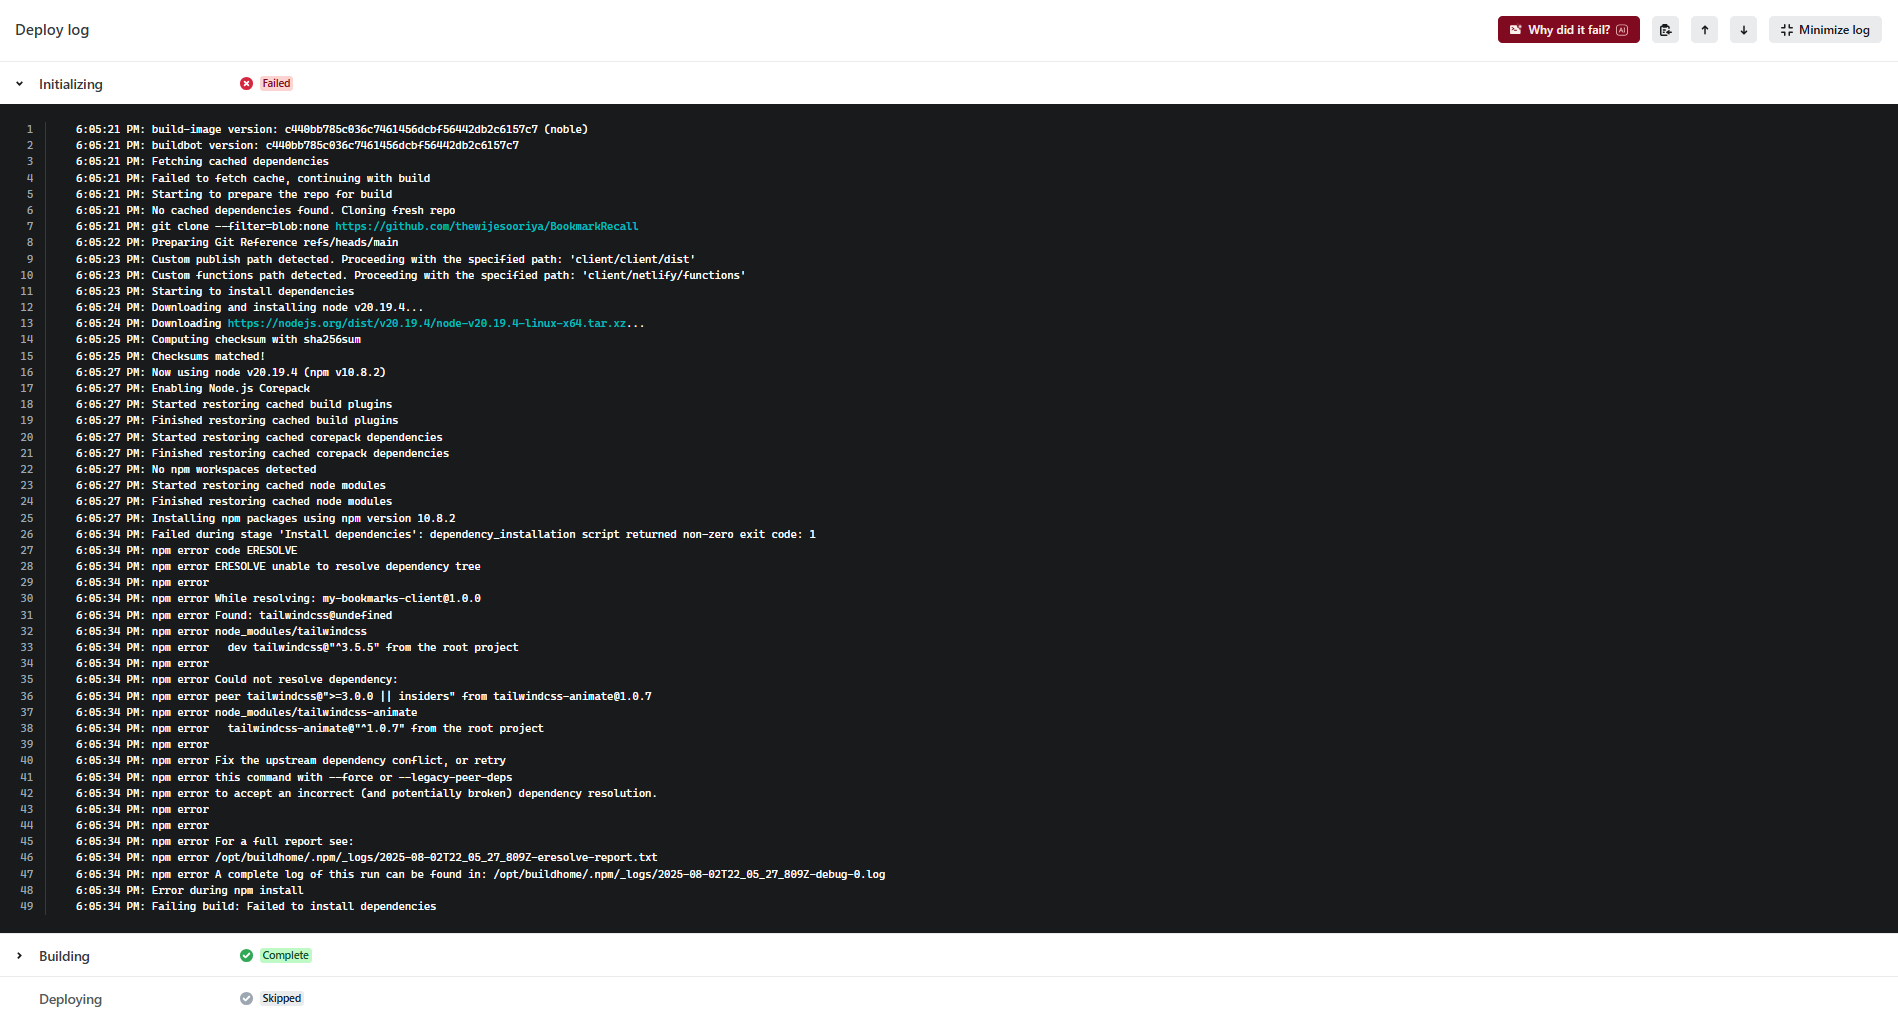 Deploy log
Why did it fail? AI
Minimize log
Initializing
Failed
1 6:05:21 PM: build-image version: c440bb785c036c7461456dcbf56442db2c6157c7 (noble)
2 6:05:21 PM: buildbot version: c440bb785c036c7461456dcbf56442db2c6157c7
3 6:05:21 PM: Fetching cached dependencies
4 6:05:21 PM: Failed to fetch cache, continuing with build
5 6:05:21 PM: Starting to prepare the repo for build
6 6:05:21 PM: No cached dependencies found. Cloning fresh repo
7 6:05:21 PM: git clone --filter=blob:none https://github.com/thewijesooriya/BookmarkRecall
8 6:05:22 PM: Preparing Git Reference refs/heads/main
9 6:05:23 PM: Custom publish path detected. Proceeding with the specified path: 'client/client/dist'
10 6:05:23 PM: Custom functions path detected. Proceeding with the specified path: 'client/netlify/functions'
11 6:05:23 PM: Starting to install dependencies
12 6:05:24 PM: Downloading and installing node v20.19.4...
13 6:05:24 PM: Downloading https://nodejs.org/dist/v20.19.4/node-v20.19.4-linux-x64.tar.xz...
14 6:05:25 PM: Computing checksum with sha256sum
15 6:05:25 PM: Checksums matched!
16 6:05:27 PM: Now using node v20.19.4 (npm v10.8.2)
17 6:05:27 PM: Enabling Node.js Corepack
18 6:05:27 PM: Started restoring cached build plugins
19 6:05:27 PM: Finished restoring cached build plugins
20 6:05:27 PM: Started restoring cached corepack dependencies
21 6:05:27 PM: Finished restoring cached corepack dependencies
22 6:05:27 PM: No npm workspaces detected
23 6:05:27 PM: Started restoring cached node modules
24 6:05:27 PM: Finished restoring cached node modules
25 6:05:27 PM: Installing npm packages using npm version 10.8.2
26 6:05:34 PM: Failed during stage 'Install dependencies': dependency_installation script returned non-zero exit code: 1
27 6:05:34 PM: npm error code ERESOLVE
28 6:05:34 PM: npm error ERESOLVE unable to resolve dependency tree
29 6:05:34 PM: npm error
30 6:05:34 PM: npm error While resolving: my-bookmarks-client@1.0.0
31 6:05:34 PM: npm error Found: tailwindcss@undefined
32 6:05:34 PM: npm error node_modules/tailwindcss
33 6:05:34 PM: npm error   dev tailwindcss@"^3.5.5" from the root project
34 6:05:34 PM: npm error
35 6:05:34 PM: npm error Could not resolve dependency:
36 6:05:34 PM: npm error peer tailwindcss@">=3.0.0 || insiders" from tailwindcss-animate@1.0.7
37 6:05:34 PM: npm error node_modules/tailwindcss-animate
38 6:05:34 PM: npm error   tailwindcss-animate@"^1.0.7" from the root project
39 6:05:34 PM: npm error
40 6:05:34 PM: npm error Fix the upstream dependency conflict, or retry
41 6:05:34 PM: npm error this command with --force or --legacy-peer-deps
42 6:05:34 PM: npm error to accept an incorrect (and potentially broken) dependency resolution.
43 6:05:34 PM: npm error
44 6:05:34 PM: npm error
45 6:05:34 PM: npm error For a full report see:
46 6:05:34 PM: npm error /opt/buildhome/.npm/_logs/2025-08-02T22_05_27_809Z-eresolve-report.txt
47 6:05:34 PM: npm error A complete log of this run can be found in: /opt/buildhome/.npm/_logs/2025-08-02T22_05_27_809Z-debug-0.log
48 6:05:34 PM: Error during npm install
49 6:05:34 PM: Failing build: Failed to install dependencies
Building
Complete
Deploying
Skipped